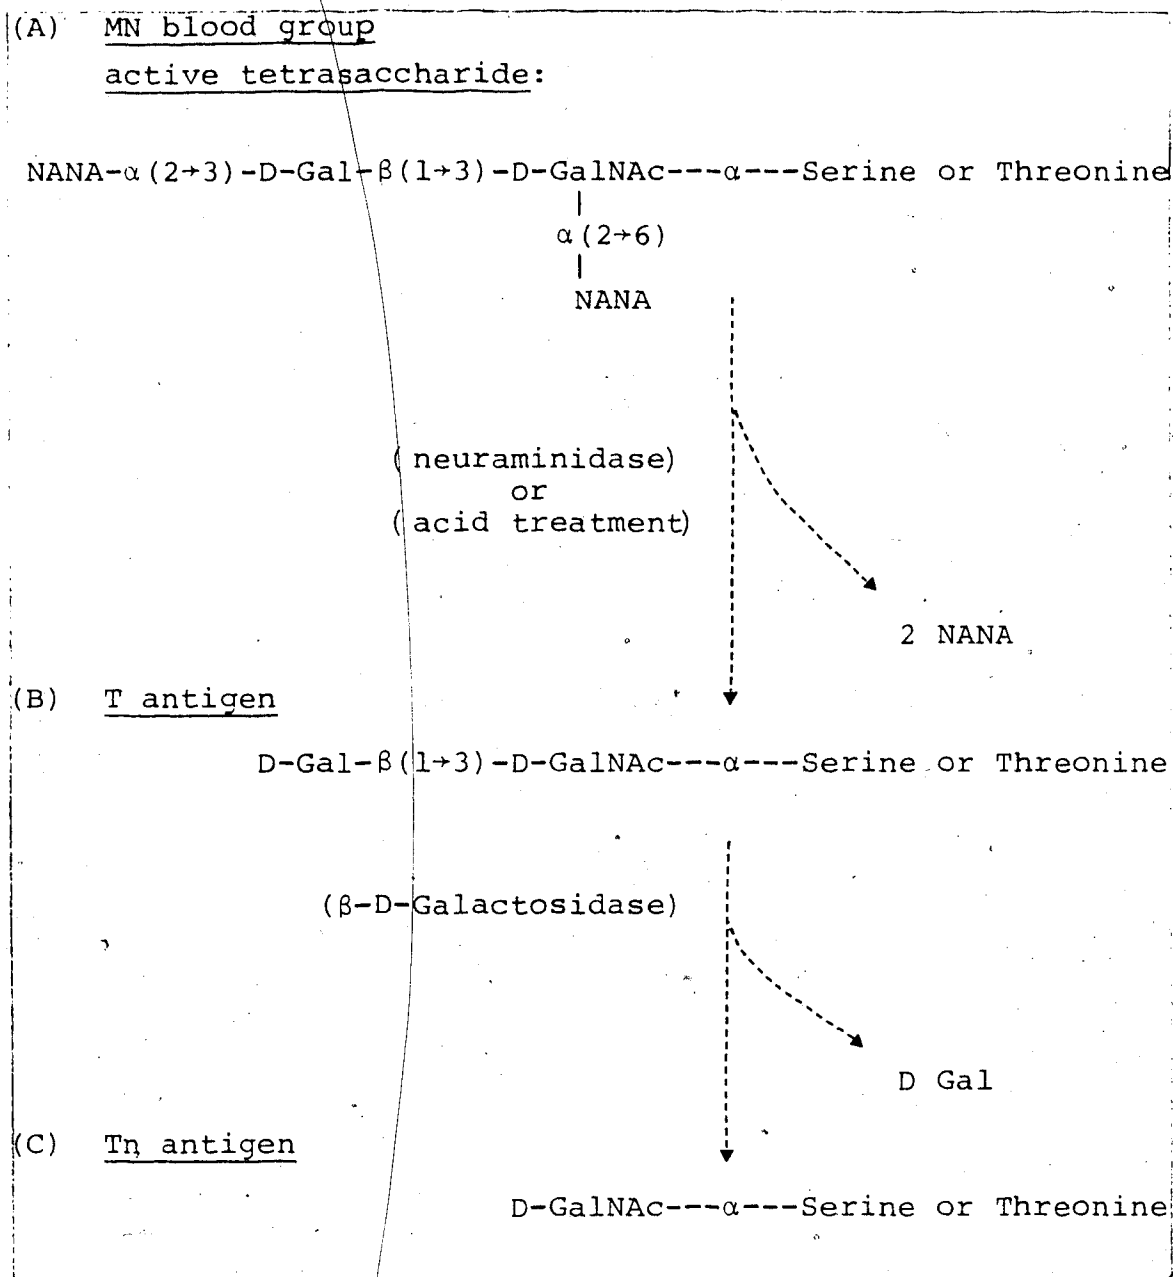 (A) MN blood group
active tetrasaccharide:
NANA-α(2→3)-D-Gal-β(1→3)-D-GalNAc---α---Serine or Threonine
α(2→6)
NANA
(neuraminidase)
or
(acid treatment)
2 NANA
(B) T antigen
D-Gal-β(1→3)-D-GalNAc---α---Serine or Threonine
(β-D-Galactosidase)
D Gal
(C) Tn antigen
D-GalNAc---α---Serine or Threonine